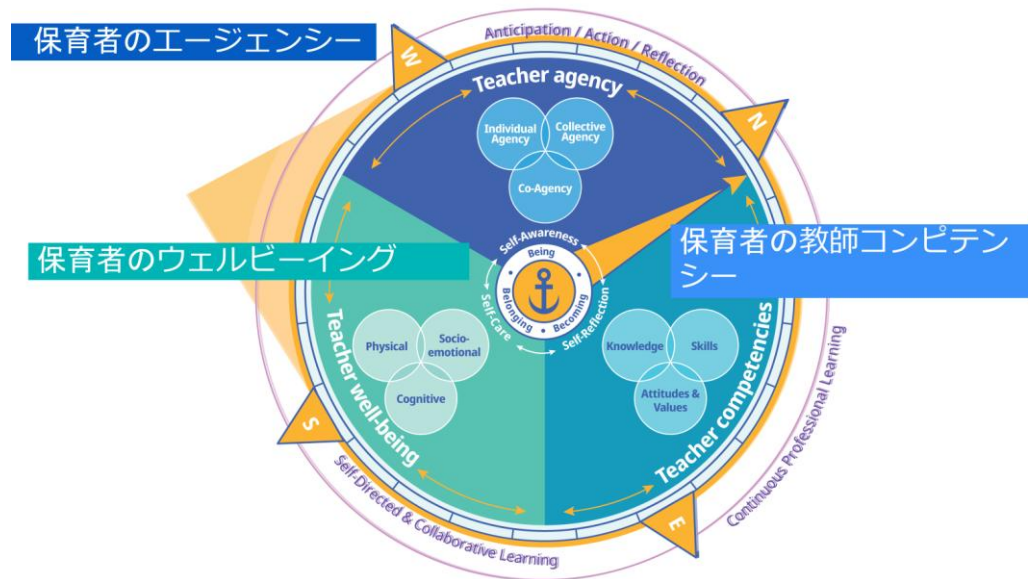 保育者のエージェンシー
Anticipation / Action / Reflection
W
N
Teacher agency
Individual
Agency
Collective
Agency
Co-Agency
保育者のウェルビーイング
保育者の教師コンピテン
シー
Self-Awareness
Being
Belonging
Becoming
Self-Care
Self-Reflection
Physical
Socio-
emotional
Cognitive
Teacher well-being
Knowledge
Skills
Attitudes &
Values
Teacher competencies
S
E
Self-Directed & Collaborative Learning
Continuous Professional Learning